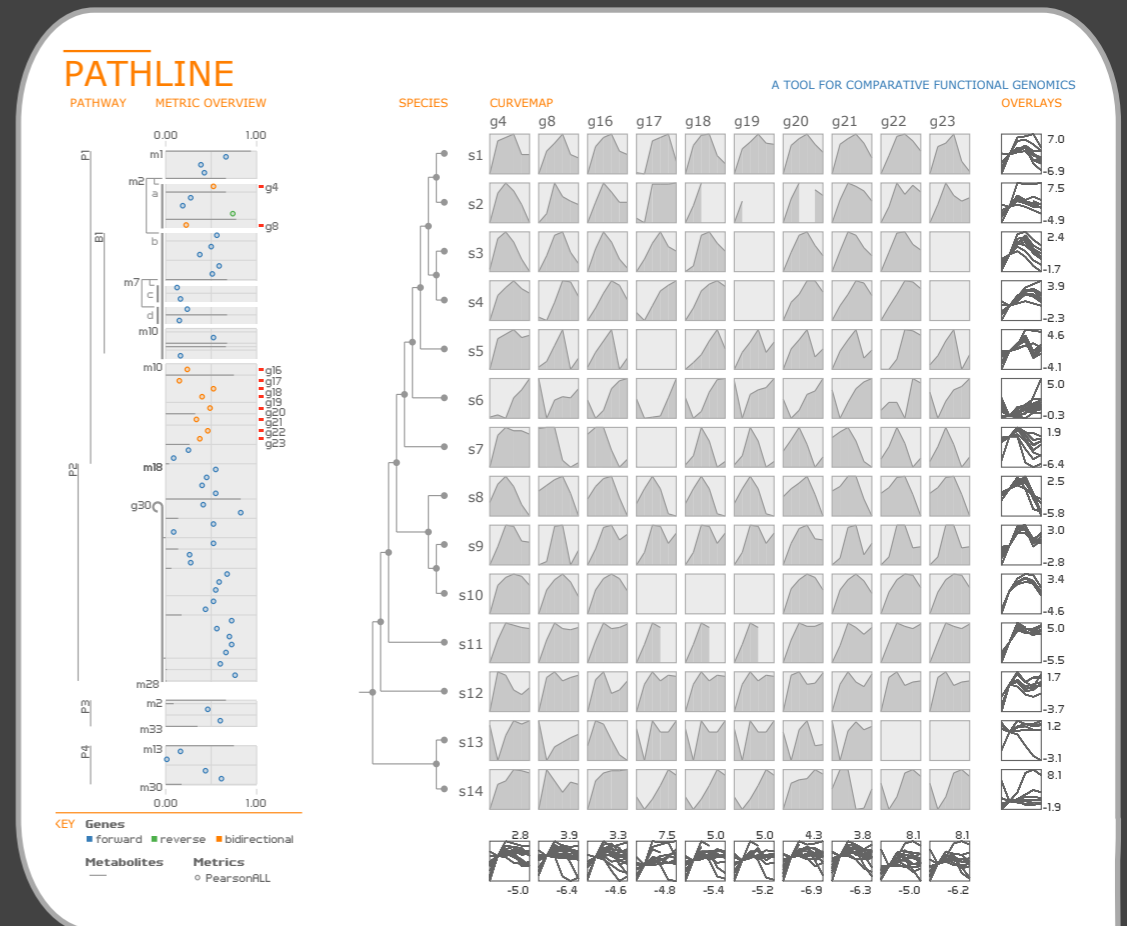 PATHLINE
A TOOL FOR COMPARATIVE FUNCTIONAL GENOMICS
PATHWAY METRIC OVERVIEW SPECIES CURVEMAP OVERLAYS
g4 g8 g16 g17 g18 g19 g20 g21 g22 g23
0.00 1.00
P1
m1
m2
a
g4
g8
B1
b
m7
c
d
m10
m10
g16
g17
g18
g19
g20
g21
g22
g23
P2
m18
g30
m28
P3
m2
m33
P4
m13
m30
0.00 1.00
s1 7.0
-6.9
s2 7.5
-4.9
s3 2.4
-1.7
s4 3.9
-2.3
s5 4.6
-4.1
s6 5.0
-0.3
s7 1.9
-6.4
s8 2.5
-5.8
s9 3.0
-2.8
s10 3.4
-4.6
s11 5.0
-5.5
s12 1.7
-3.7
s13 1.2
-3.1
s14 8.1
-1.9
2.8 3.9 3.3 7.5 5.0 5.0 4.3 3.8 8.1 8.1
-5.0 -6.4 -4.6 -4.8 -5.4 -5.2 -6.9 -6.3 -5.0 -6.2
KEY Genes
forward reverse bidirectional
Metabolites Metrics
PearsonALL